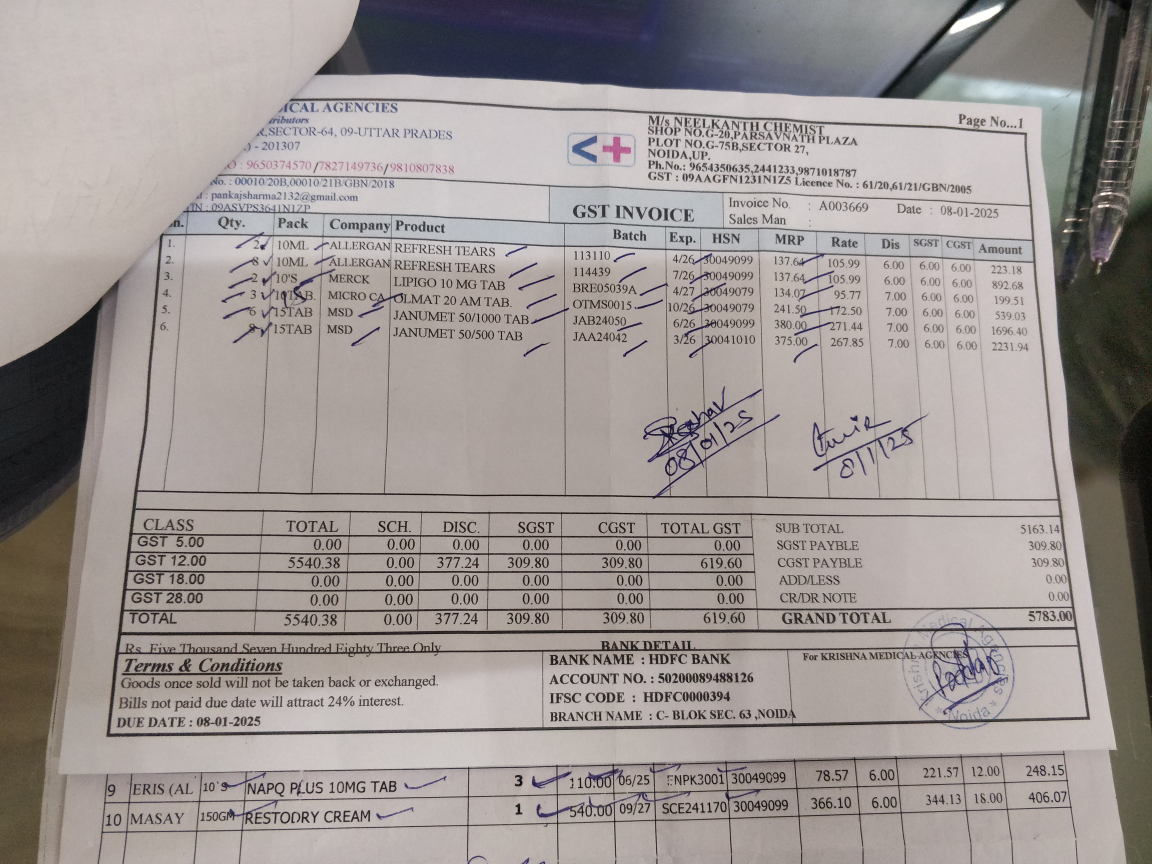 ICAL AGENCIES
tributors
,SECTOR-64, 09-UTTAR PRADES
) - 201307
: 9650374570 /7827149736/9810807838
No. : 00010/20B,00010/21B/GBN/2018
: pankajsharma2132@gmail.com
TN : 09ASVPS3641N1ZP
Page No...1
M/s NEELKANTH CHEMIST
SHOP NO.G-20,PARSAVNATH PLAZA
PLOT NO.G-75B,SECTOR 27,
NOIDA,UP.
Ph.No.: 9654350635,2441233,9871018787
GST : 09AAGFN1231N1Z5 Licence No. : 61/20,61/21/GBN/2005
GST INVOICE
Invoice No. : A003669 Date : 08-01-2025
Sales Man :
n. Qty. Pack Company Product Batch Exp. HSN MRP Rate Dis SGST CGST Amount
1. 2 10ML ALLERGAN REFRESH TEARS 113110 4/26 30049099 137.64 105.99 6.00 6.00 6.00 223.18
2. 8 10ML ALLERGAN REFRESH TEARS 114439 7/26 30049099 137.64 105.99 6.00 6.00 6.00 892.68
3. 2 10'S MERCK LIPIGO 10 MG TAB BRE05039A 4/27 30049079 134.02 95.77 7.00 6.00 6.00 199.51
4. 3 10TAB. MICRO CA OLMAT 20 AM TAB. OTMS0015 10/26 30049079 241.50 172.50 7.00 6.00 6.00 539.03
5. 6 15TAB MSD JANUMET 50/1000 TAB JAB24050 6/26 30049099 380.00 271.44 7.00 6.00 6.00 1696.40
6. 15TAB MSD JANUMET 50/500 TAB JAA24042 3/26 30041010 375.00 267.85 7.00 6.00 6.00 2231.94
08/01/25
8/1/25
CLASS TOTAL SCH. DISC. SGST CGST TOTAL GST
GST 5.00 0.00 0.00 0.00 0.00 0.00 0.00
GST 12.00 5540.38 0.00 377.24 309.80 309.80 619.60
GST 18.00 0.00 0.00 0.00 0.00 0.00 0.00
GST 28.00 0.00 0.00 0.00 0.00 0.00 0.00
TOTAL 5540.38 0.00 377.24 309.80 309.80 619.60
SUB TOTAL 5163.14
SGST PAYBLE 309.80
CGST PAYBLE 309.80
ADD/LESS 0.00
CR/DR NOTE 0.00
GRAND TOTAL 5783.00
Rs. Five Thousand Seven Hundred Eighty Three Only
Terms & Conditions
Goods once sold will not be taken back or exchanged.
Bills not paid due date will attract 24% interest.
DUE DATE : 08-01-2025
BANK DETAIL
BANK NAME : HDFC BANK
ACCOUNT NO. : 50200089488126
IFSC CODE : HDFC0000394
BRANCH NAME : C- BLOK SEC. 63 ,NOIDA
For KRISHNA MEDICAL AGENCIES
Krishna Medical Agencies
Noida
9 ERIS (AL 10`S NAPQ PLUS 10MG TAB 3 110.00 06/25 ENPK3001 30049099 78.57 6.00 221.57 12.00 248.15
10 MASAY 150GM RESTODRY CREAM 1 540.00 09/27 SCE241170 30049099 366.10 6.00 344.13 18.00 406.07